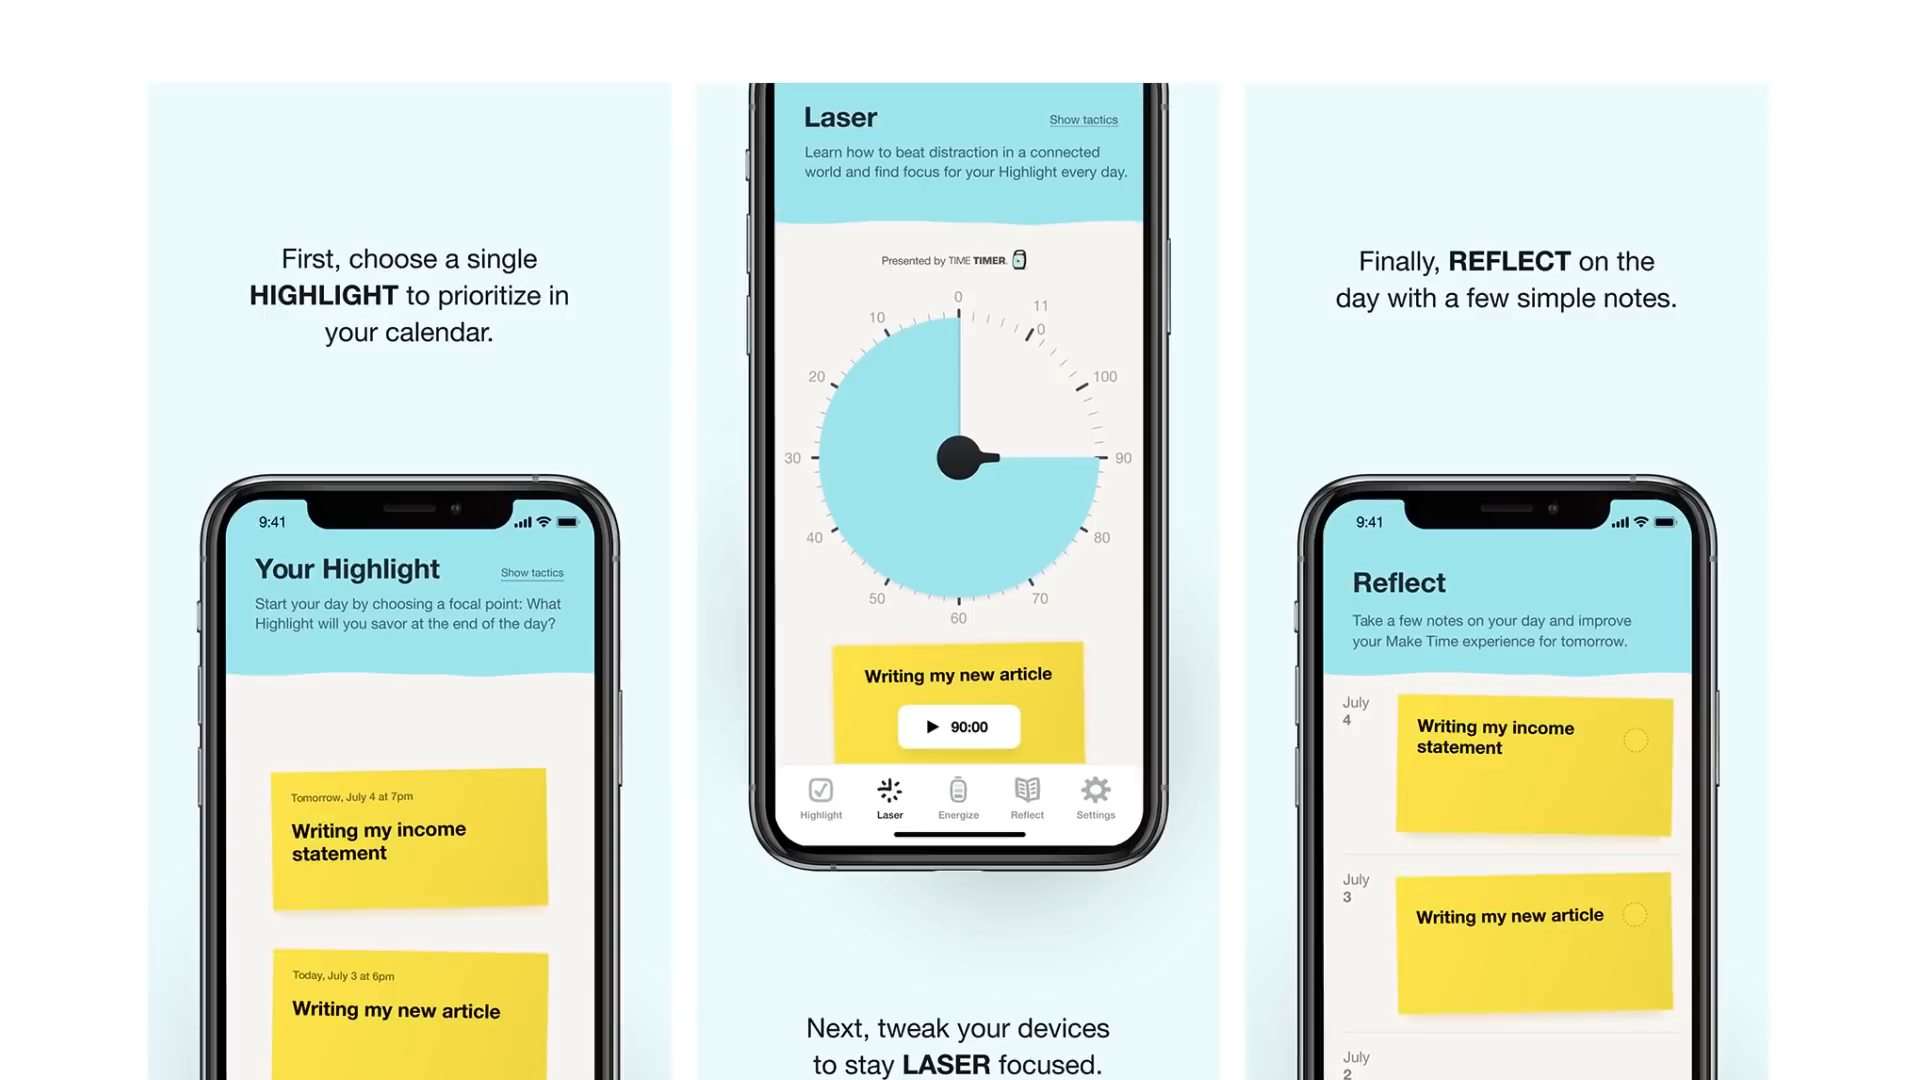 First, choose a single
HIGHLIGHT to prioritize in
your calendar.
9:41
Your Highlight
Show tactics
Start your day by choosing a focal point: What
Highlight will you savor at the end of the day?
Tomorrow, July 4 at 7pm
Writing my income
statement
Today, July 3 at 6pm
Writing my new article
Laser
Show tactics
Learn how to beat distraction in a connected
world and find focus for your Highlight every day.
Presented by TIME TIMER
0
10
20
30
40
50
60
70
80
90
100
11
0
Writing my new article
90:00
Highlight
Laser
Energize
Reflect
Settings
Next, tweak your devices
to stay LASER focused.
Finally, REFLECT on the
day with a few simple notes.
9:41
Reflect
Take a few notes on your day and improve
your Make Time experience for tomorrow.
July
4
Writing my income
statement
July
3
Writing my new article
July
2